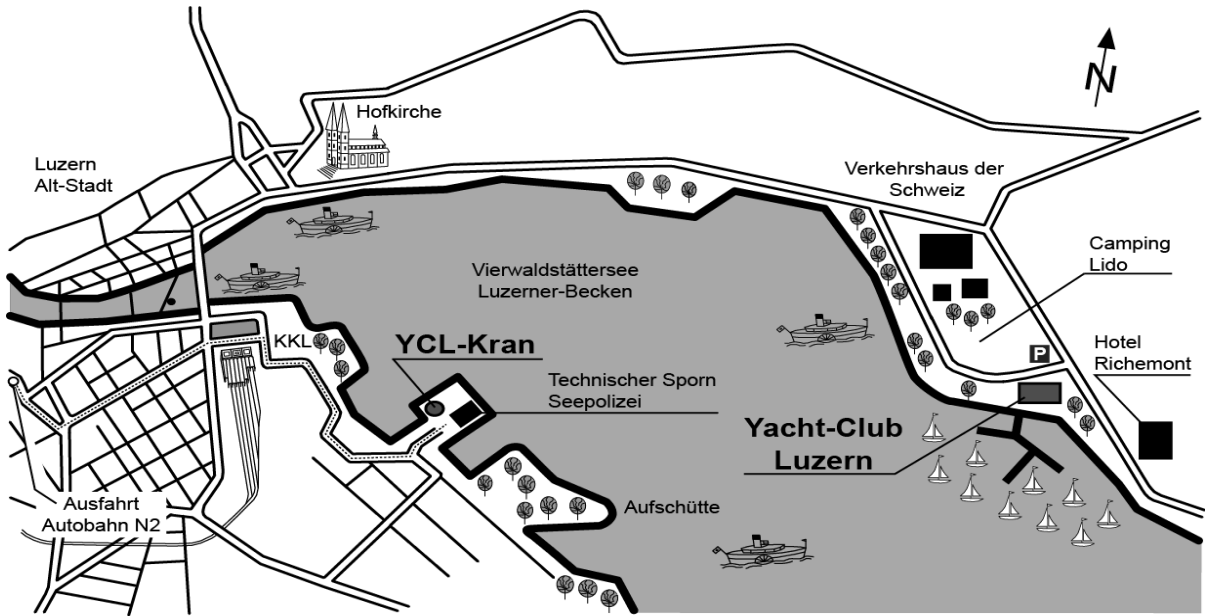 N
Hofkirche
Luzern
Alt-Stadt
Verkehrshaus der
Schweiz
Camping
Lido
Vierwaldstättersee
Luzerner-Becken
KKL
YCL-Kran
Technischer Sporn
Seepolizei
P
Hotel
Richemont
Yacht-Club
Luzern
Ausfahrt
Autobahn N2
Aufschütte